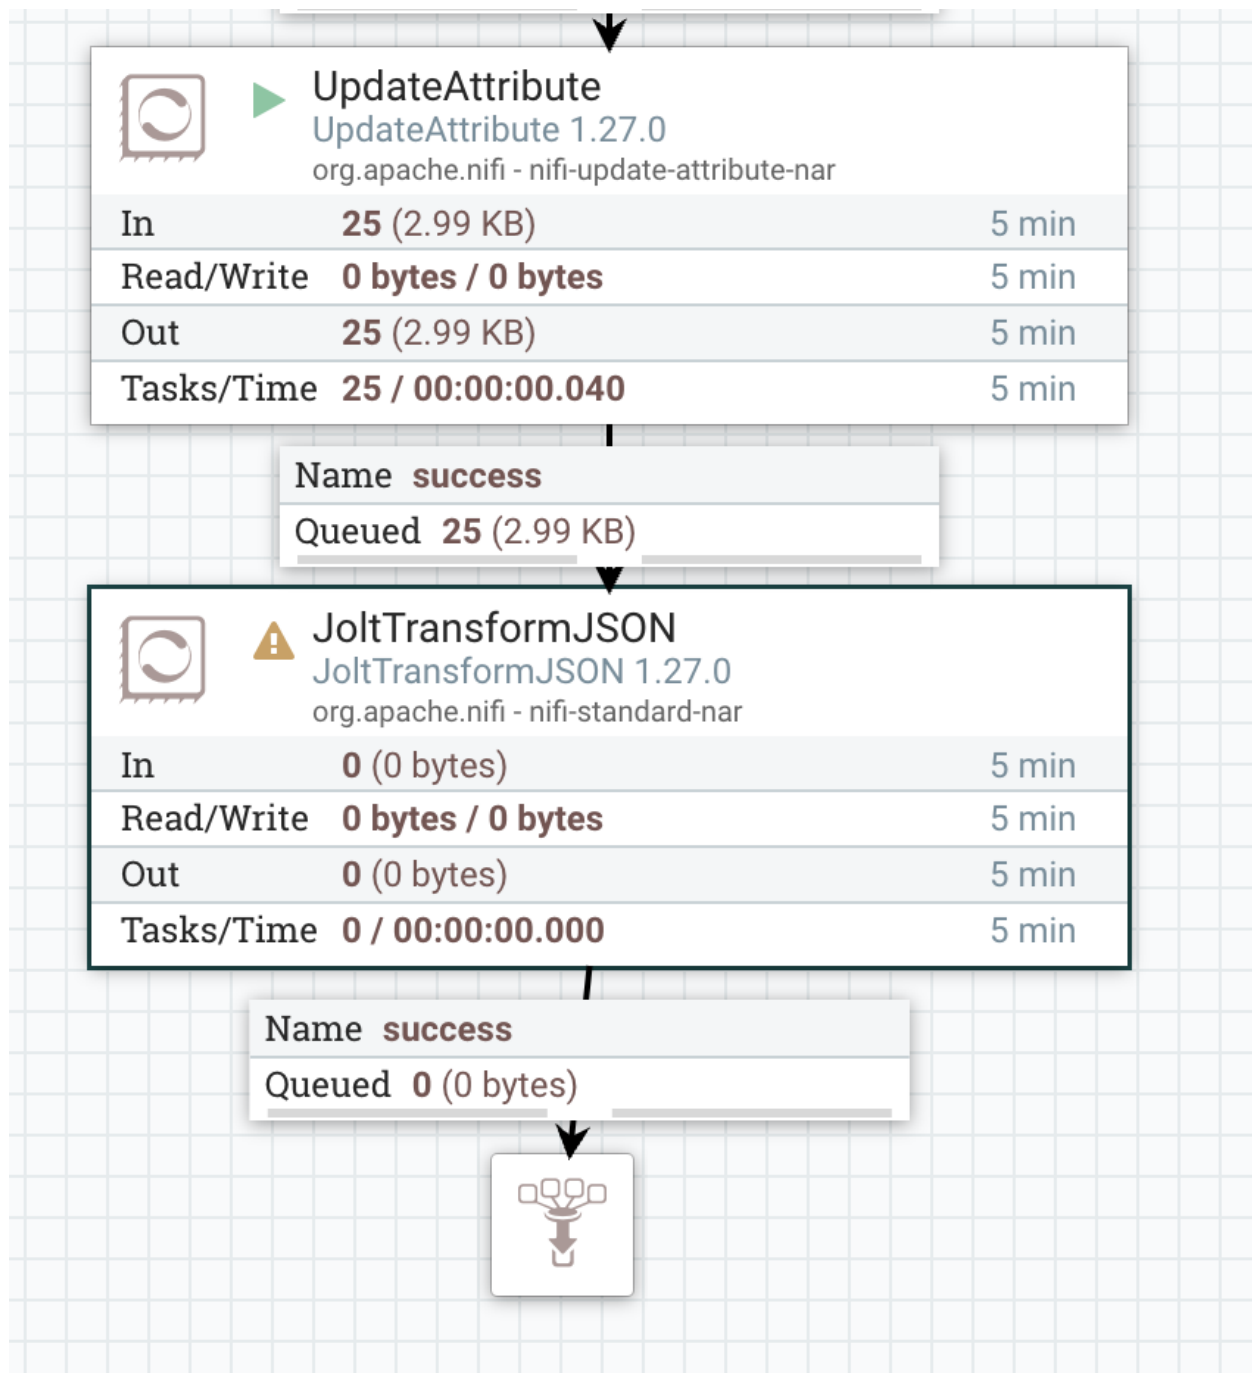 UpdateAttribute
UpdateAttribute 1.27.0
org.apache.nifi - nifi-update-attribute-nar
In 25 (2.99 KB) 5 min
Read/Write 0 bytes / 0 bytes 5 min
Out 25 (2.99 KB) 5 min
Tasks/Time 25 / 00:00:00.040 5 min
Name success
Queued 25 (2.99 KB)
JoltTransformJSON
JoltTransformJSON 1.27.0
org.apache.nifi - nifi-standard-nar
In 0 (0 bytes) 5 min
Read/Write 0 bytes / 0 bytes 5 min
Out 0 (0 bytes) 5 min
Tasks/Time 0 / 00:00:00.000 5 min
Name success
Queued 0 (0 bytes)